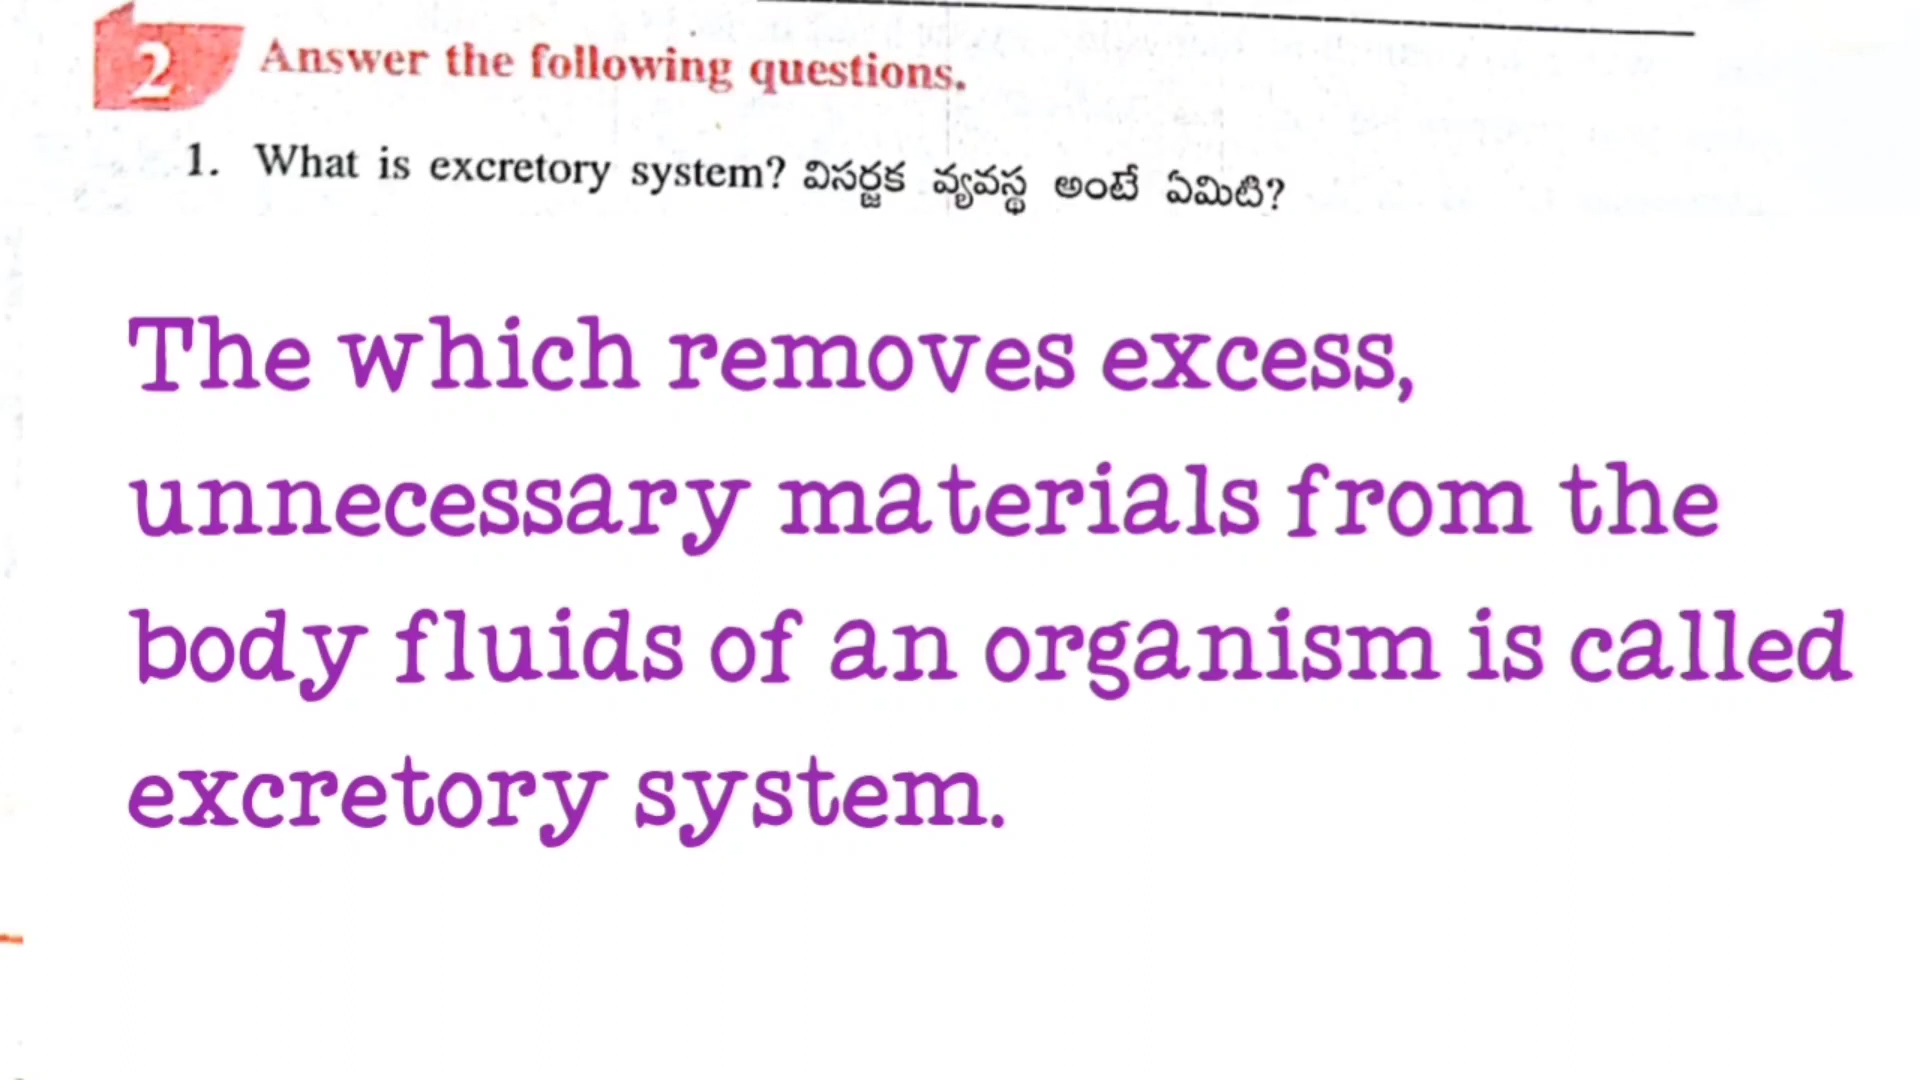 2 Answer the following questions.
1. What is excretory system? విసర్జక వ్యవస్థ అంటే ఏమిటి?
The which removes excess,
unnecessary materials from the
body fluids of an organism is called
excretory system.